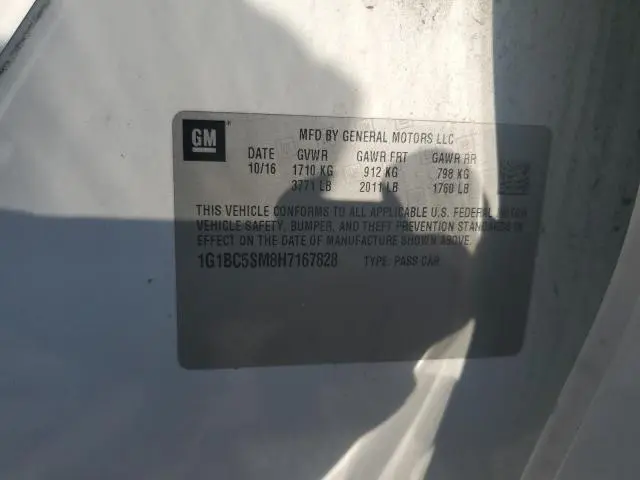 GM
MFD BY GENERAL MOTORS LLC
DATE GVWR GAWR FRT GAWR RR
10/16 1710 KG 912 KG 798 KG
3771 LB 2011 LB 1760 LB
THIS VEHICLE CONFORMS TO ALL APPLICABLE U.S. FEDERAL MOTOR
VEHICLE SAFETY, BUMPER, AND THEFT PREVENTION STANDARDS IN
EFFECT ON THE DATE OF MANUFACTURE SHOWN ABOVE.
1G1BC5SM8H7167828 TYPE: PASS CAR